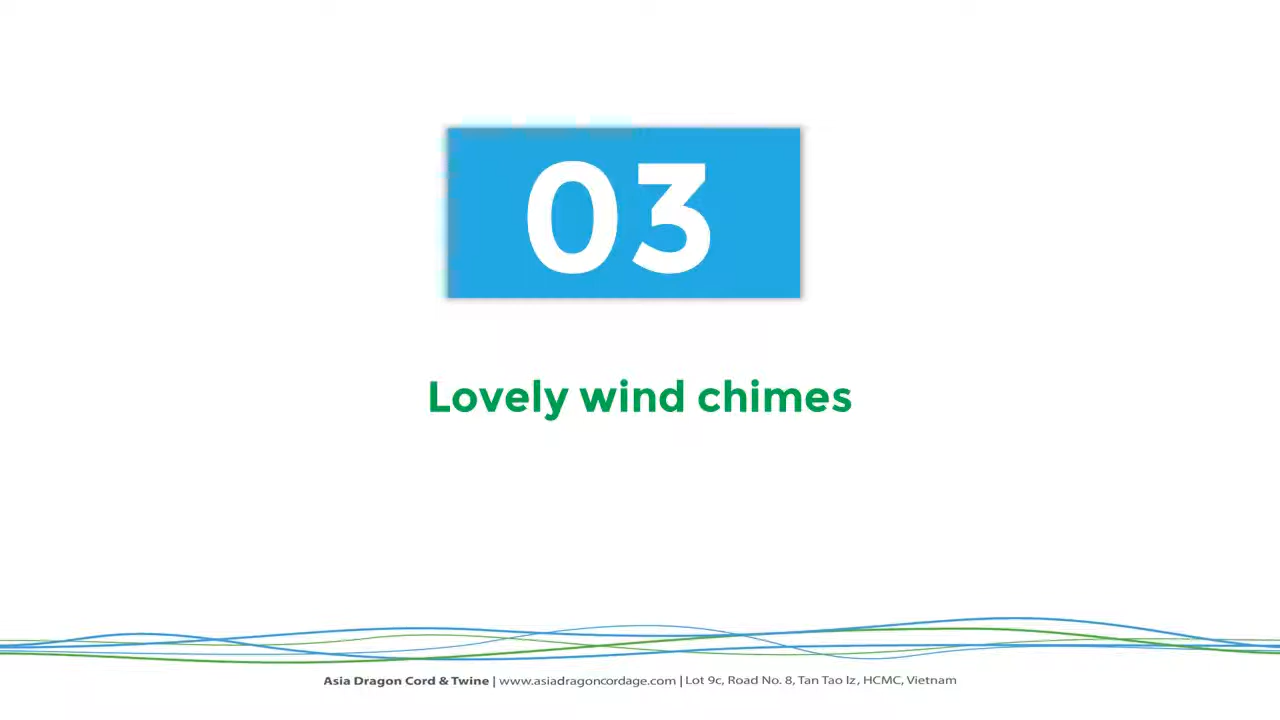 03
Lovely wind chimes
Asia Dragon Cord & Twine | www.asiadragoncordage.com | Lot 9c, Road No. 8, Tan Tao Iz, HCMC, Vietnam